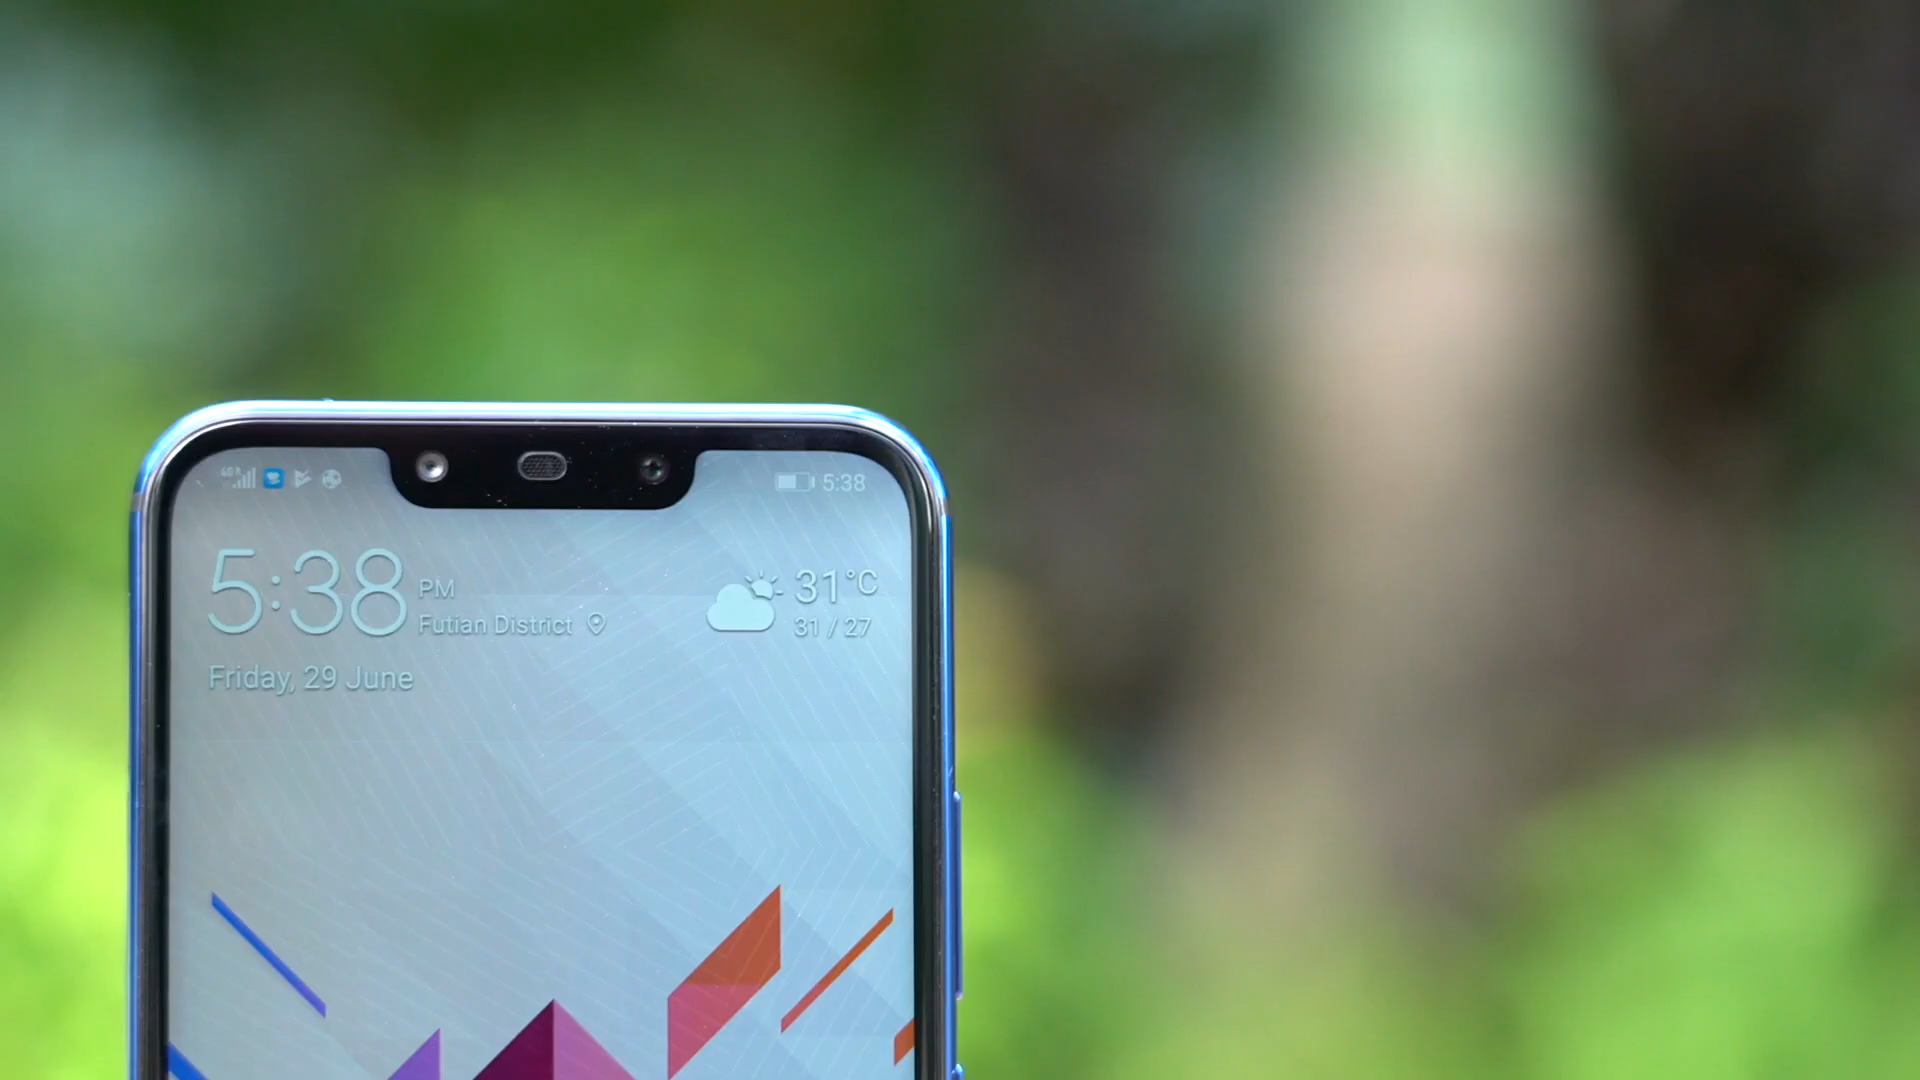 5:38
5:38 PM
Futian District
Friday, 29 June
31°C
31 / 27